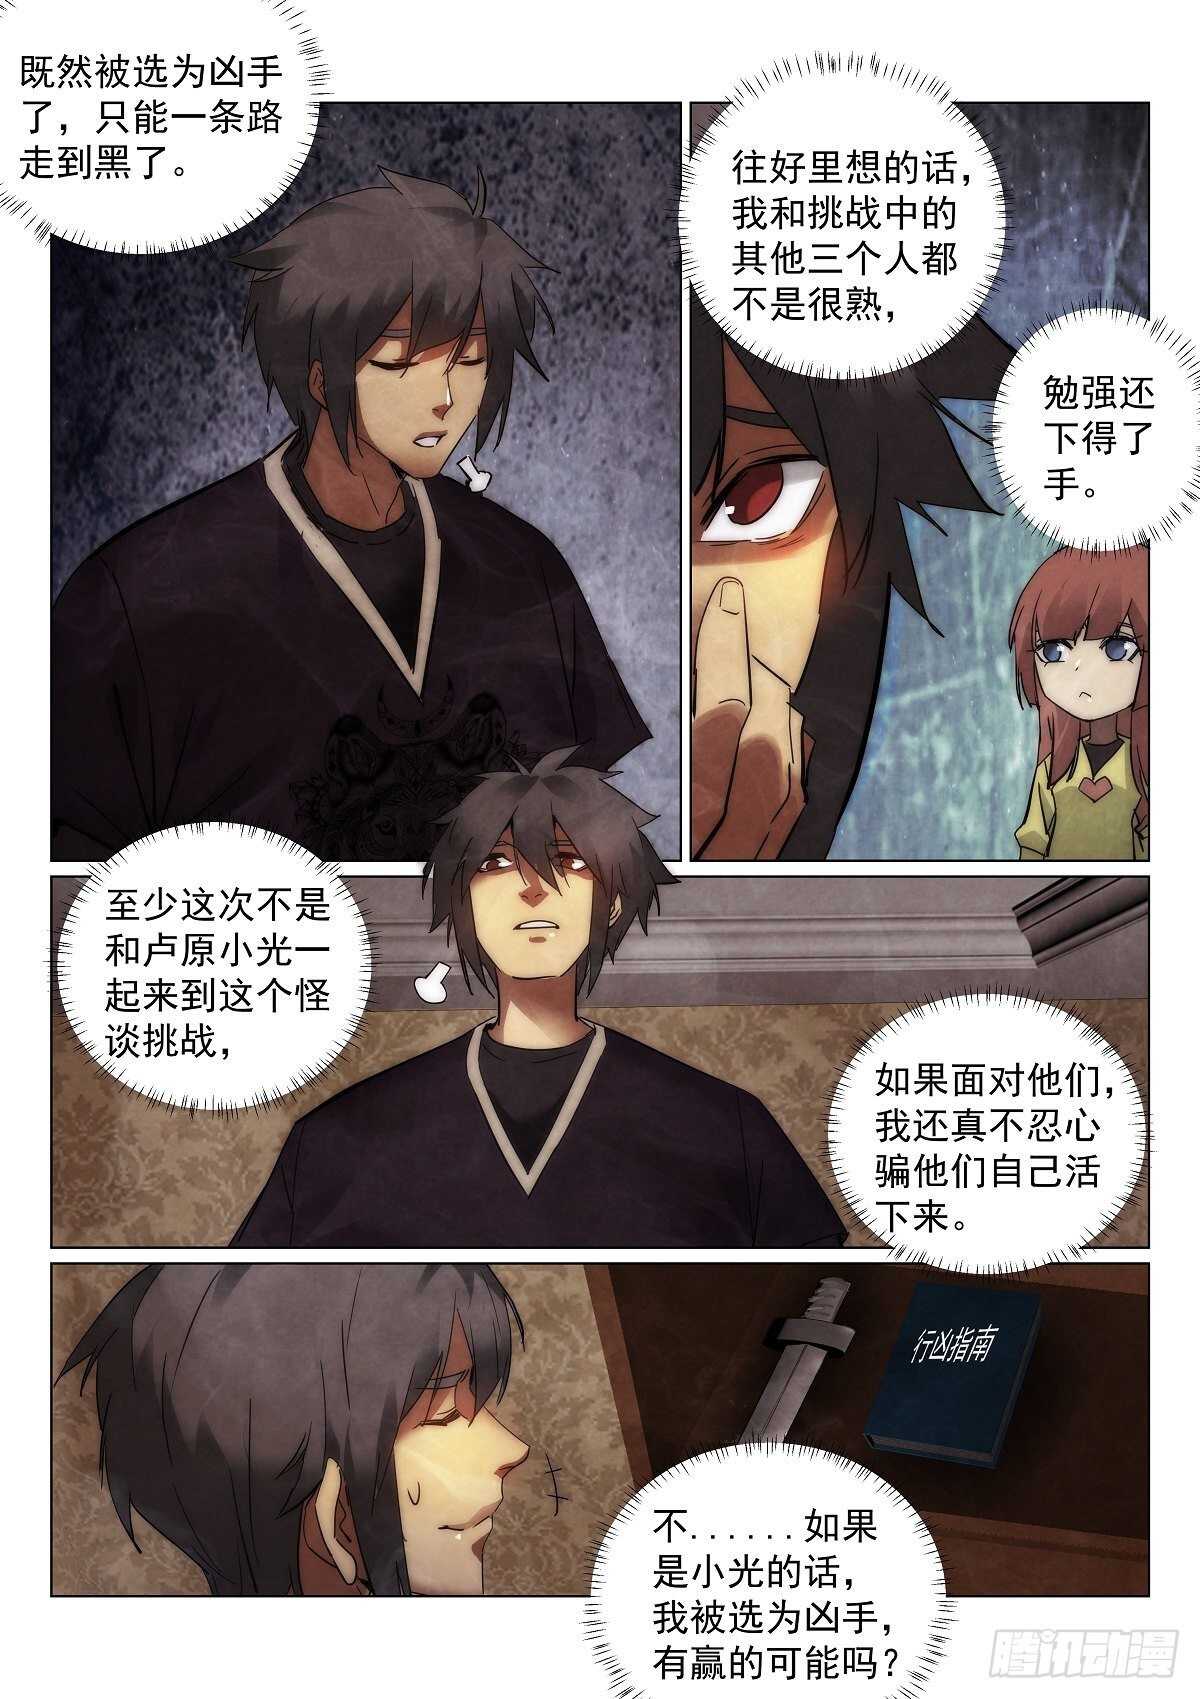 既然被选为凶手
了，只能一条路
走到黑了。
往好里想的话，
我和挑战中的
其他三个人都
不是很熟，
勉强还
下得了
手。
至少这次不是
和卢原小光一
起来到这个怪
谈挑战，
如果面对他们，
我还真不忍心
骗他们自己活
下来。
行凶指南
不......如果
是小光的话，
我被选为凶手，
有赢的可能吗？
腾讯动漫